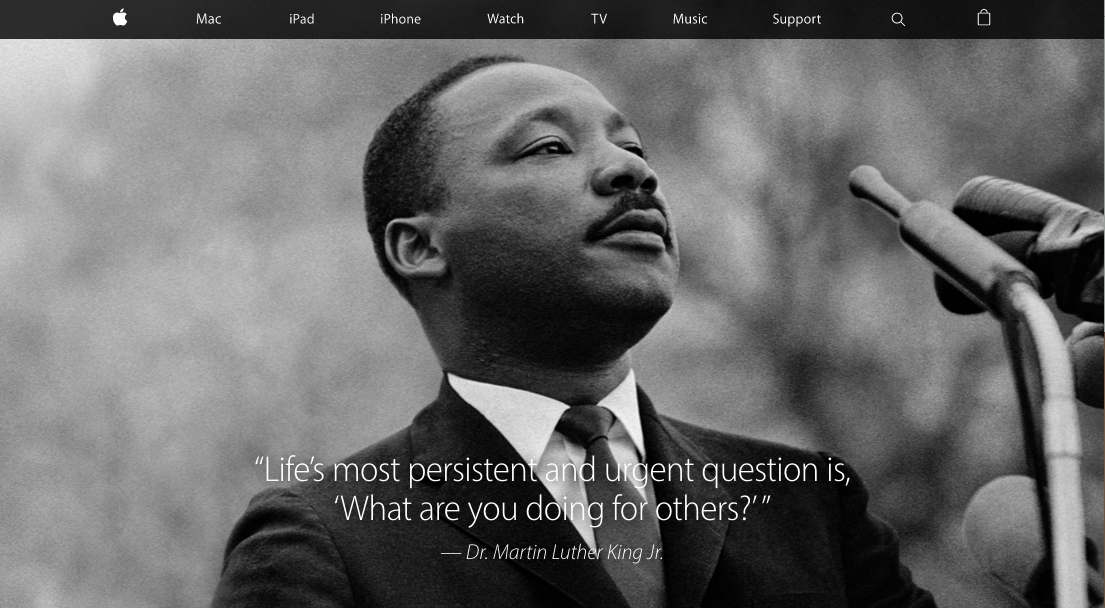 Mac iPad iPhone Watch TV Music Support
“Life’s most persistent and urgent question is,
‘What are you doing for others?’”
— Dr. Martin Luther King Jr.